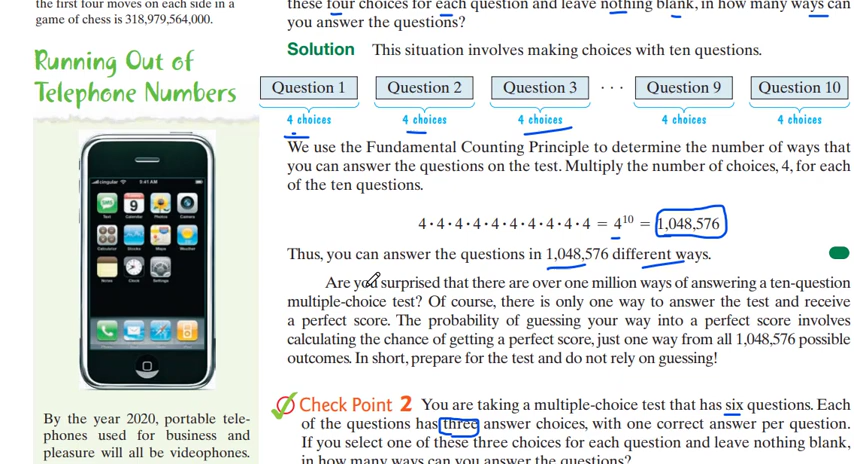 the first four moves on each side in a
game of chess is 318,979,564,000.
Running Out of
Telephone Numbers
By the year 2020, portable tele-
phones used for business and
pleasure will all be videophones.
these four choices for each question and leave nothing blank, in how many ways can
you answer the questions?
Solution This situation involves making choices with ten questions.
Question 1 Question 2 Question 3 · · · Question 9 Question 10
4 choices 4 choices 4 choices 4 choices 4 choices
We use the Fundamental Counting Principle to determine the number of ways that
you can answer the questions on the test. Multiply the number of choices, 4, for each
of the ten questions.
4 · 4 · 4 · 4 · 4 · 4 · 4 · 4 · 4 · 4 = 4¹⁰ = 1,048,576
Thus, you can answer the questions in 1,048,576 different ways.
Are you surprised that there are over one million ways of answering a ten-question
multiple-choice test? Of course, there is only one way to answer the test and receive
a perfect score. The probability of guessing your way into a perfect score involves
calculating the chance of getting a perfect score, just one way from all 1,048,576 possible
outcomes. In short, prepare for the test and do not rely on guessing!
Check Point 2 You are taking a multiple-choice test that has six questions. Each
of the questions has three answer choices, with one correct answer per question.
If you select one of these three choices for each question and leave nothing blank,
in how many ways can you answer the questions?